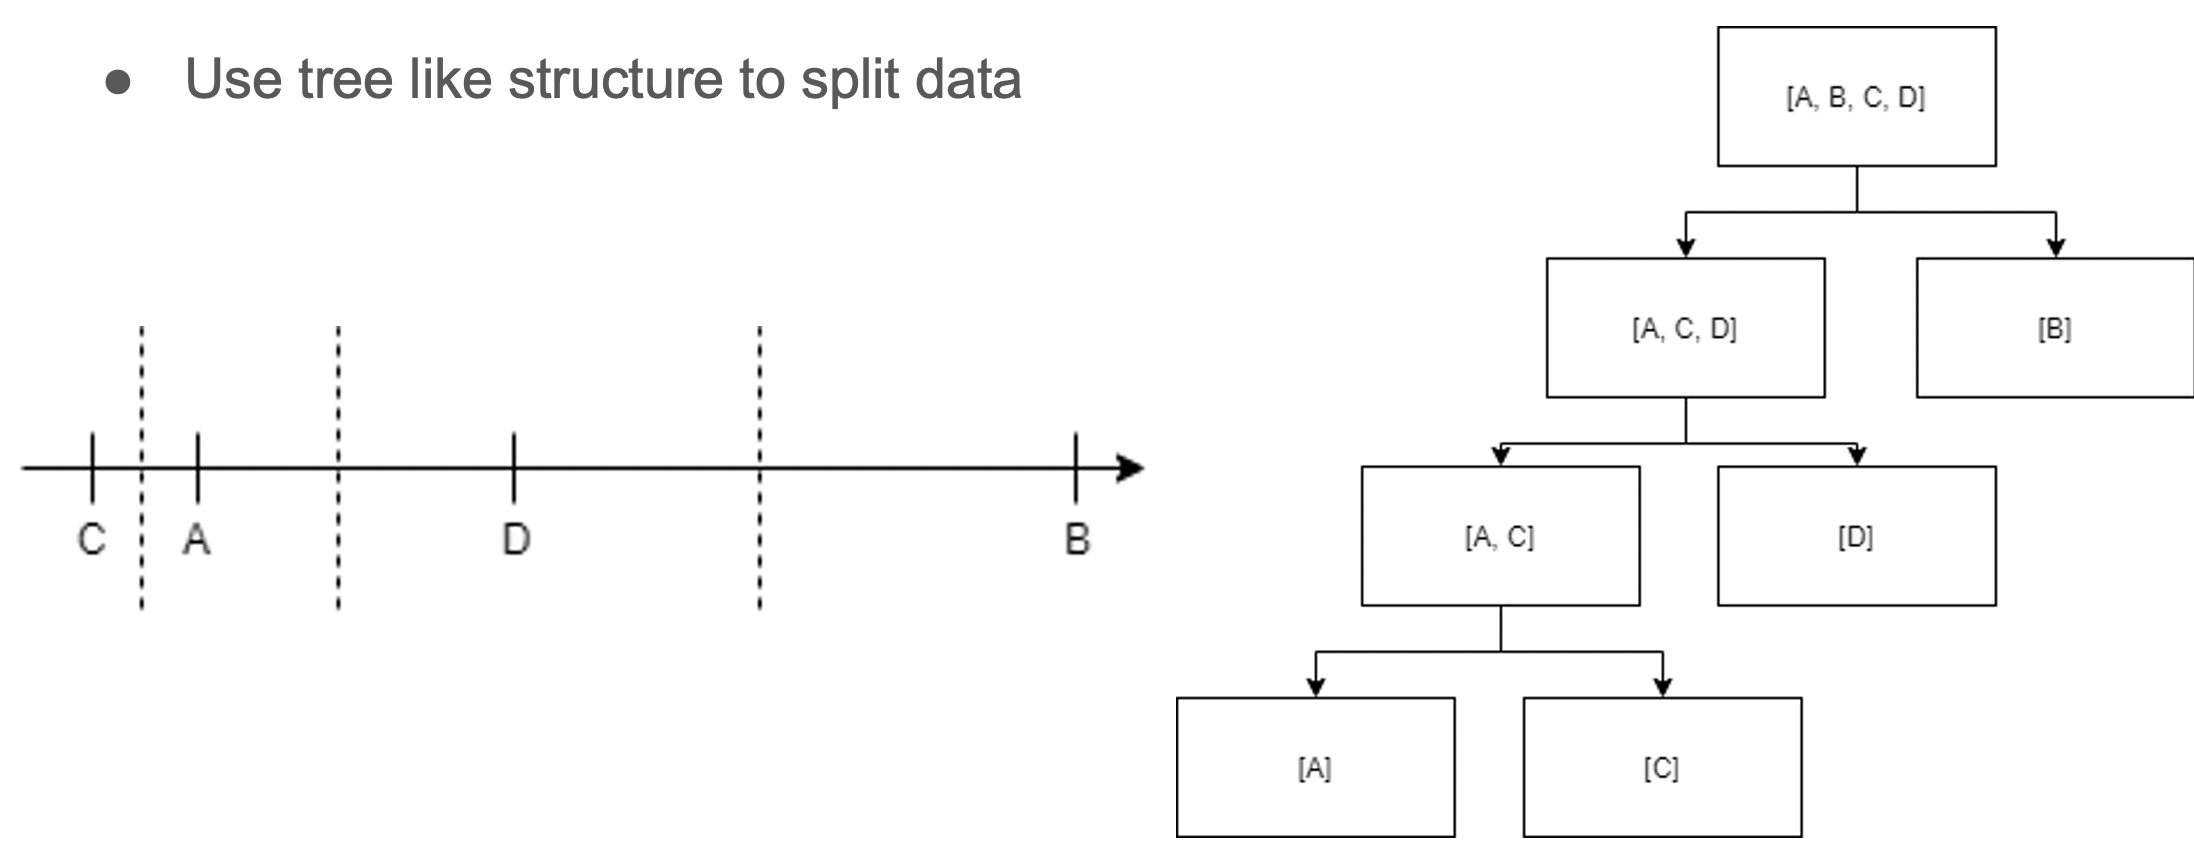 ● Use tree like structure to split data
C A D B
[A, B, C, D]
[A, C, D] [B]
[A, C] [D]
[A] [C]